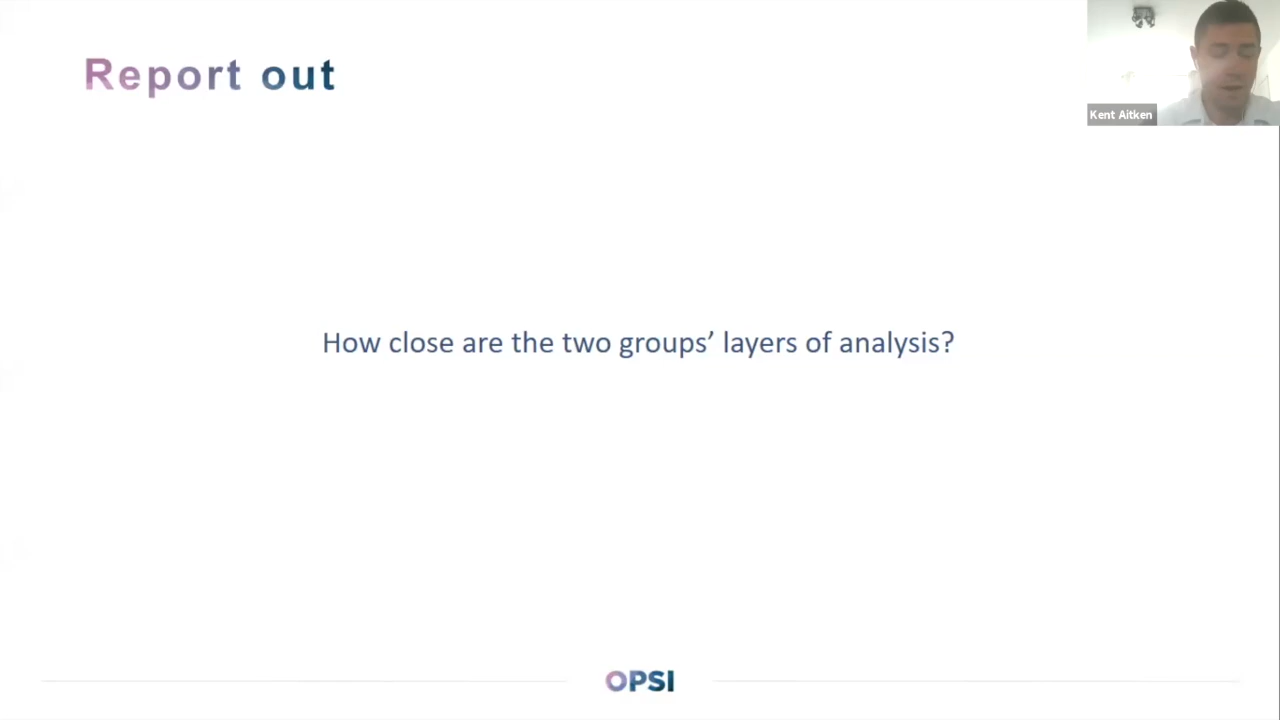 Report out
Kent Aitken
How close are the two groups’ layers of analysis?
OPSI